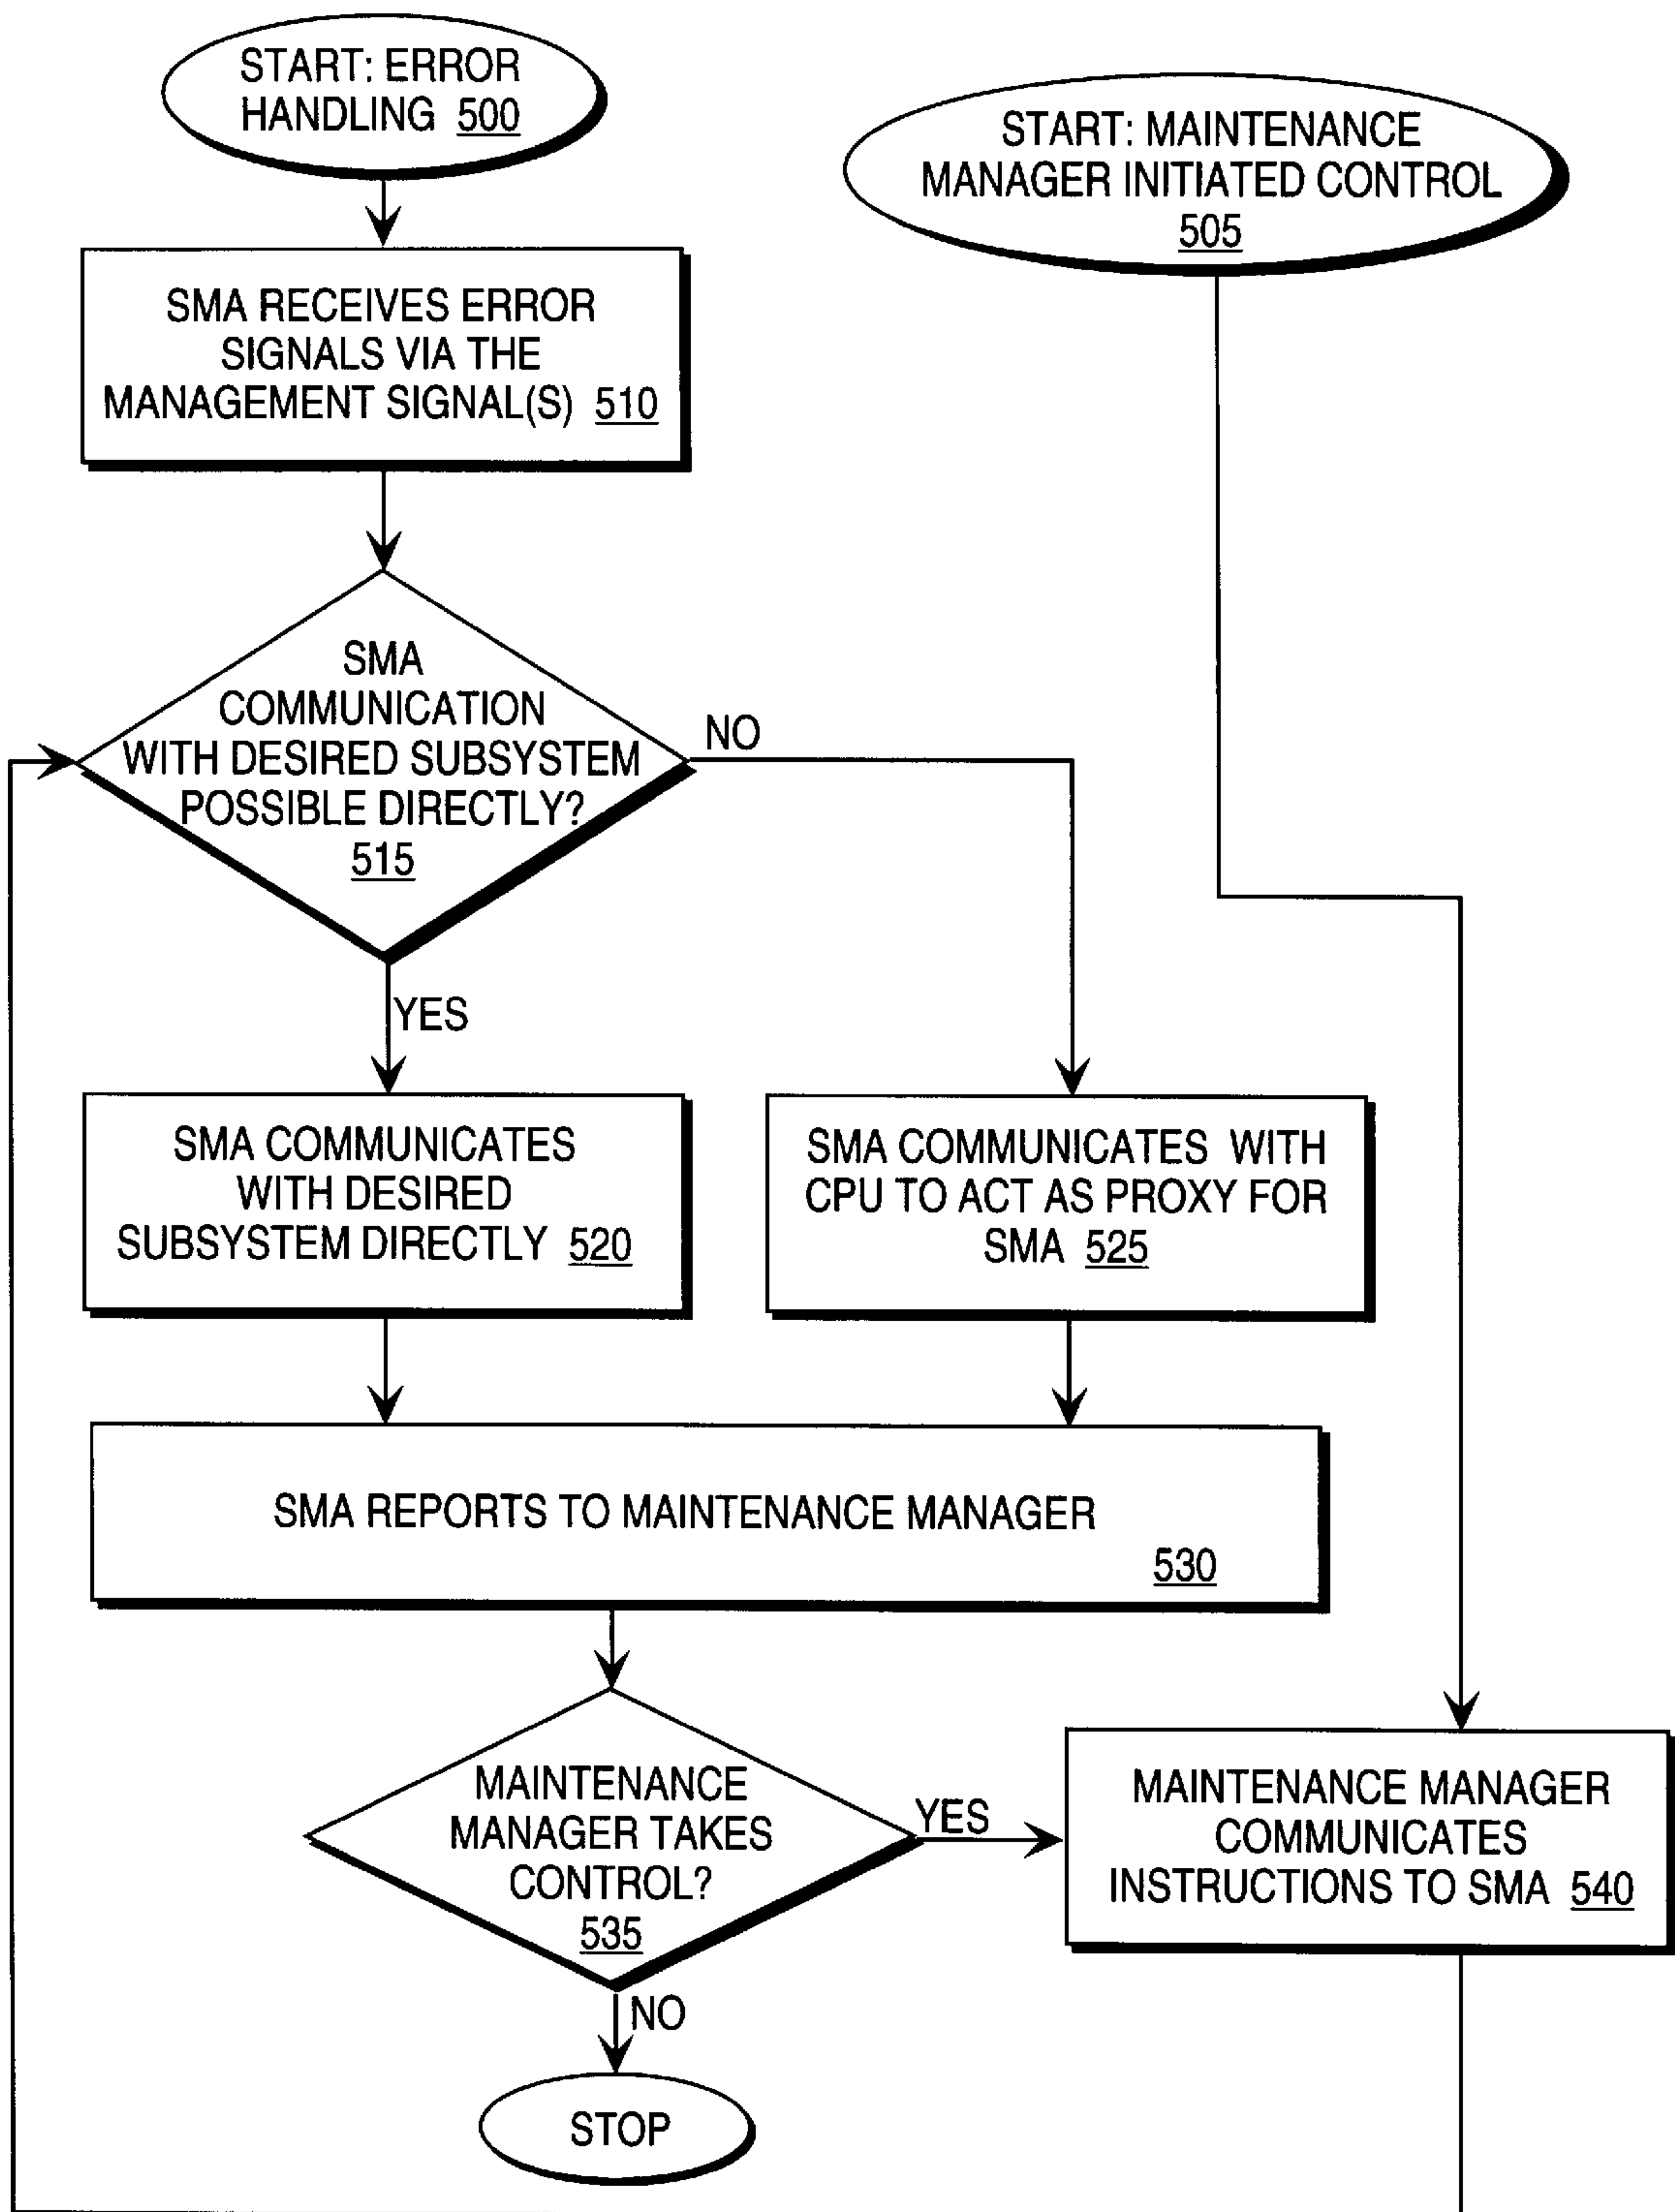 START: ERROR
HANDLING 500
START: MAINTENANCE
MANAGER INITIATED CONTROL
505
SMA RECEIVES ERROR
SIGNALS VIA THE
MANAGEMENT SIGNAL(S) 510
SMA
COMMUNICATION
WITH DESIRED SUBSYSTEM
POSSIBLE DIRECTLY?
515
NO
YES
SMA COMMUNICATES
WITH DESIRED
SUBSYSTEM DIRECTLY 520
SMA COMMUNICATES WITH
CPU TO ACT AS PROXY FOR
SMA 525
SMA REPORTS TO MAINTENANCE MANAGER
530
MAINTENANCE
MANAGER TAKES
CONTROL?
535
YES
MAINTENANCE MANAGER
COMMUNICATES
INSTRUCTIONS TO SMA 540
NO
STOP